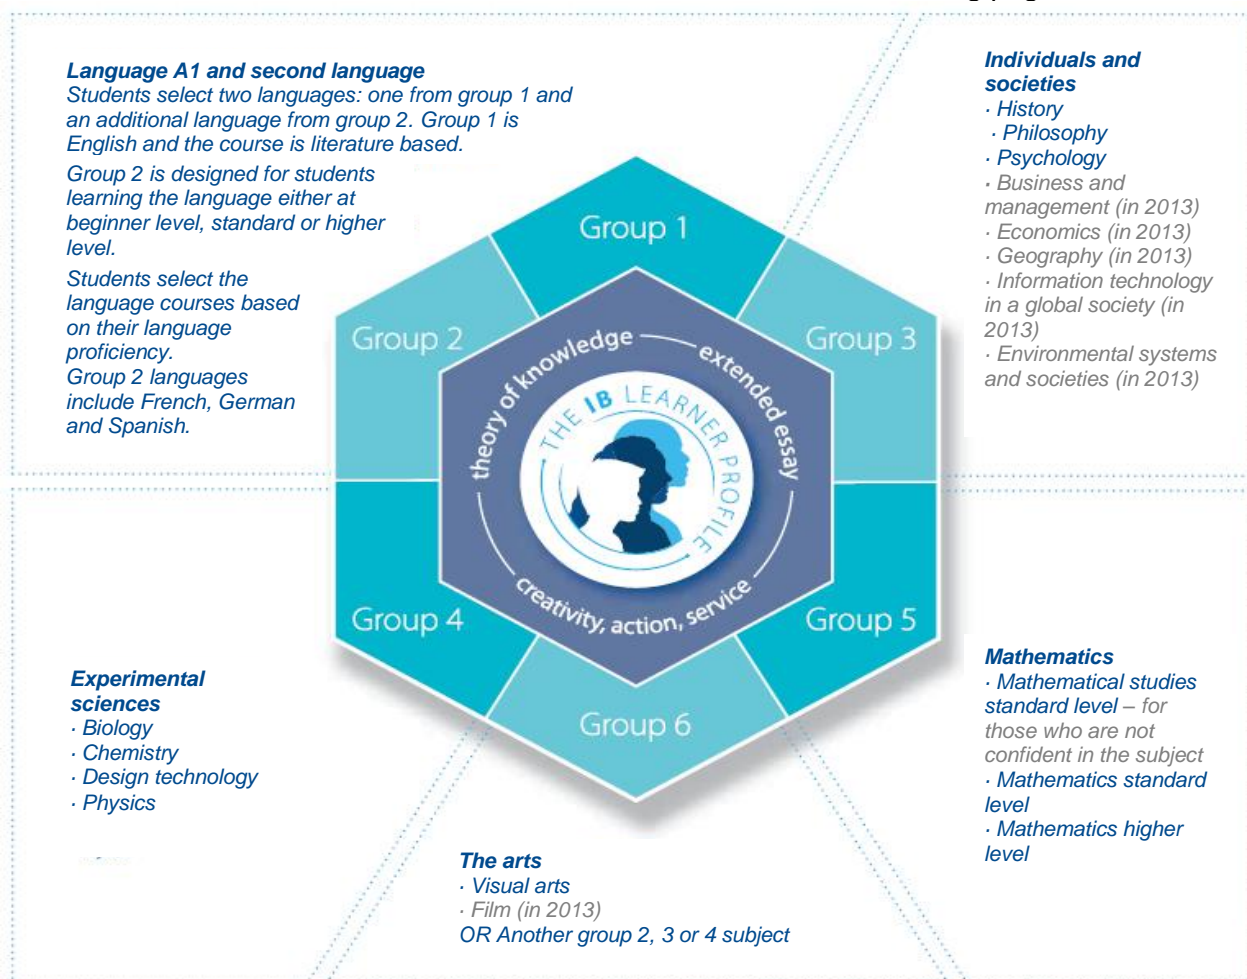 Language A1 and second language
Students select two languages: one from group 1 and
an additional language from group 2. Group 1 is
English and the course is literature based.
Group 2 is designed for students
learning the language either at
beginner level, standard or higher
level.
Students select the
language courses based
on their language
proficiency.
Group 2 languages
include French, German
and Spanish.
Individuals and
societies
· History
· Philosophy
· Psychology
· Business and
management (in 2013)
· Economics (in 2013)
· Geography (in 2013)
· Information technology
in a global society (in
2013)
· Environmental systems
and societies (in 2013)
Group 1
Group 2
Group 3
theory of knowledge
extended essay
THE IB LEARNER PROFILE
creativity, action, service
Group 4
Group 5
Group 6
Experimental
sciences
· Biology
· Chemistry
· Design technology
· Physics
Mathematics
· Mathematical studies
standard level – for
those who are not
confident in the subject
· Mathematics standard
level
· Mathematics higher
level
The arts
· Visual arts
· Film (in 2013)
OR Another group 2, 3 or 4 subject